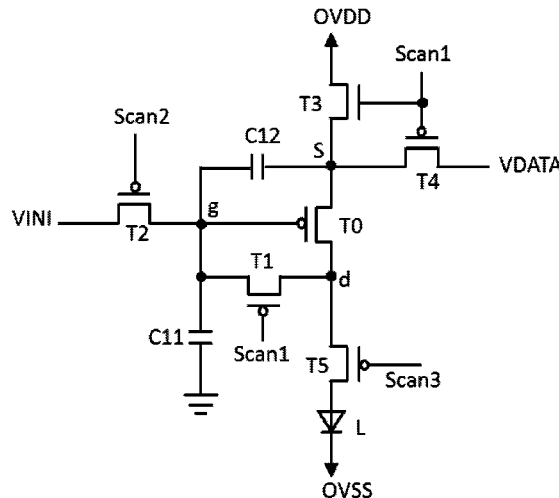 OVDD
Scan1
T3
Scan2
C12
S
T4
VDATA
VINI
T2
g
T0
T1
d
C11
Scan1
T5
Scan3
L
OVSS